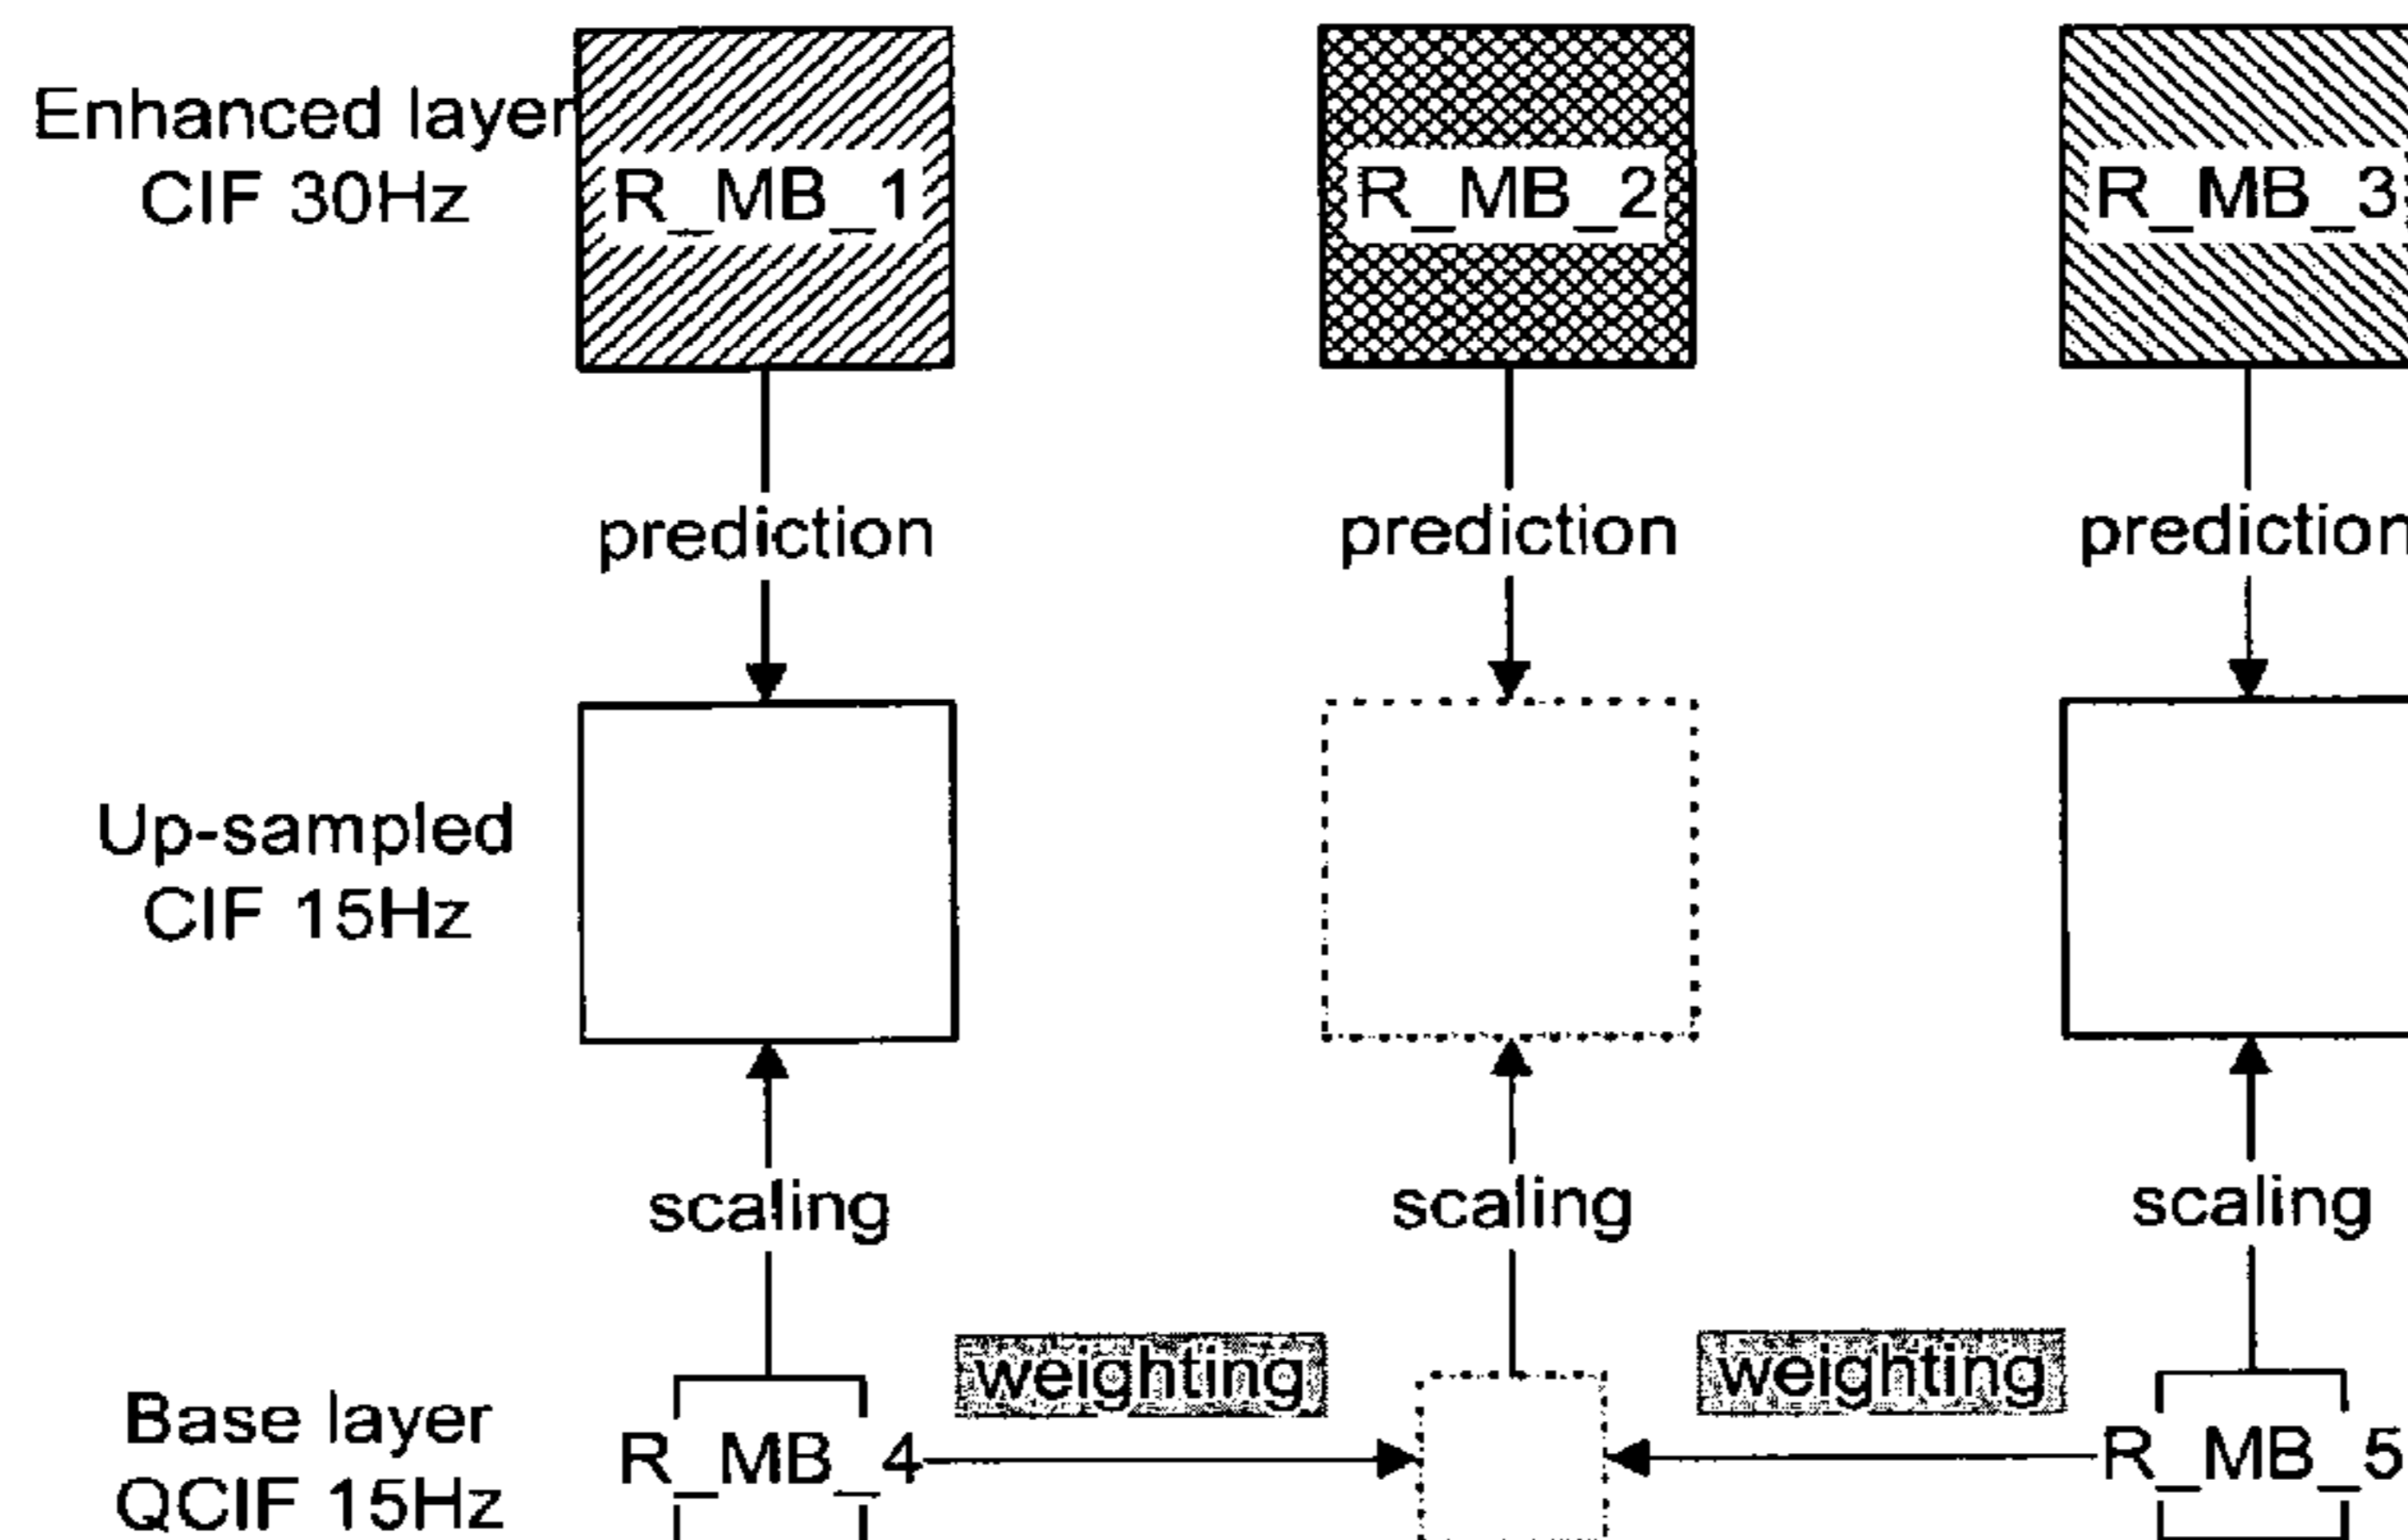 Enhanced layer
CIF 30Hz
R_MB_1
R_MB_2
R_MB_3
prediction
prediction
prediction
Up-sampled
CIF 15Hz
scaling
scaling
scaling
weighting
weighting
Base layer
QCIF 15Hz
R_MB_4
R_MB_5